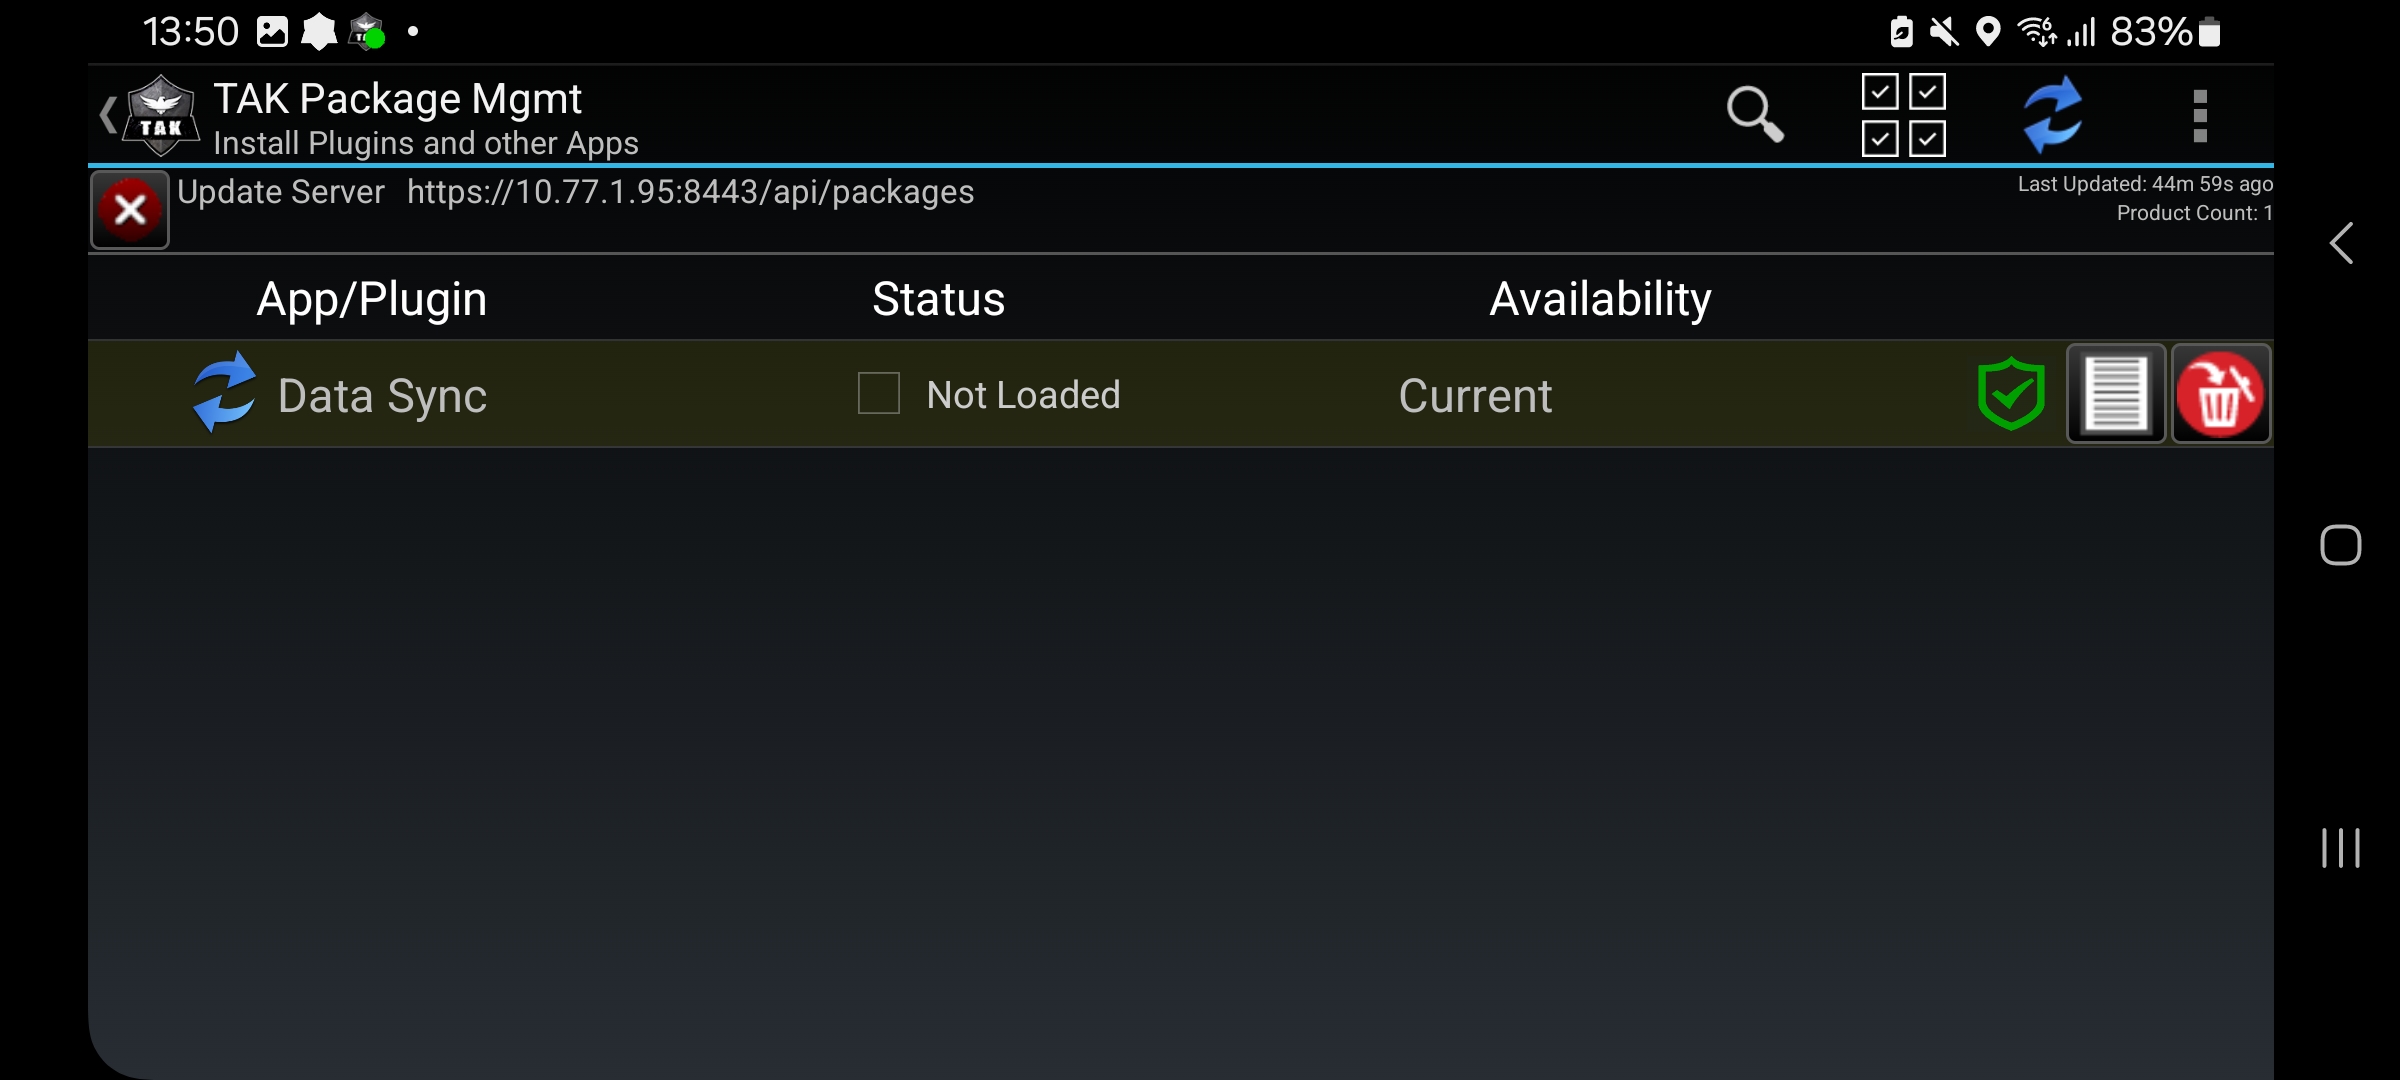 13:50
83%
TAK
TAK Package Mgmt
Install Plugins and other Apps
Update Server https://10.77.1.95:8443/api/packages
Last Updated: 44m 59s ago
Product Count: 1
App/Plugin Status Availability
Data Sync Not Loaded Current